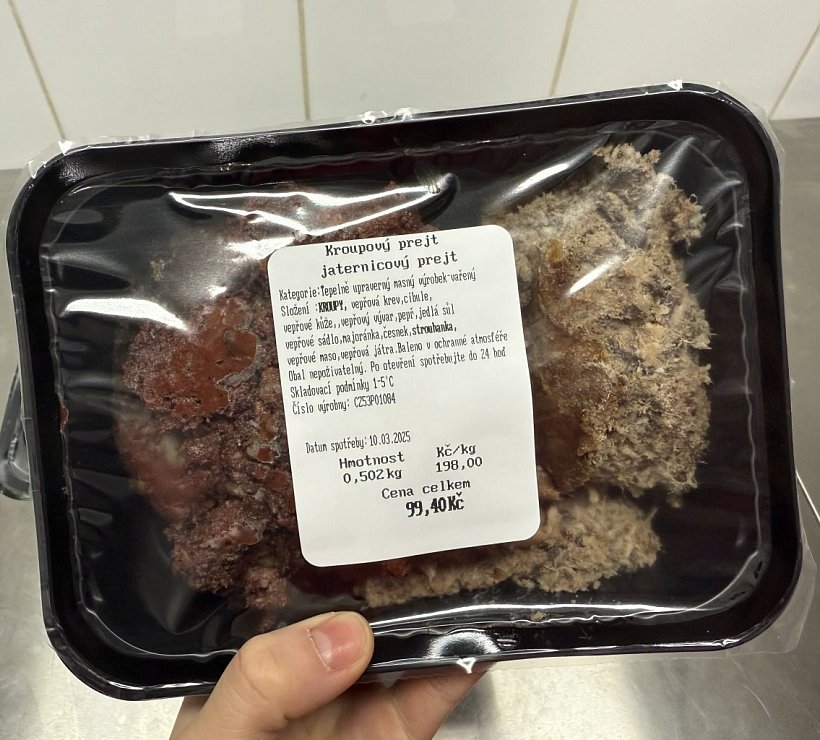 Kroupový prejt
jaternicový prejt
Kategorie:Tepelně upravený masný výrobek-vařený
Složení :KROUPY, vepřová krev,cibule,
vepřové kůže,,vepřový vývar,pepř,jedlá sůl
vepřové sádlo,majoránka,česnek,strouhanka,
vepřové maso,vepřová játra.Baleno v ochranné atmosféře
Obal nepoživatelný. Po otevření spotřebujte do 24 hod
Skladovací podmínky 1-5°C
Číslo výrobny: CZ53P01084
Datum spotřeby:10.03.2025
Hmotnost Kč/kg
0,502kg 198,00
Cena celkem
99,40Kč